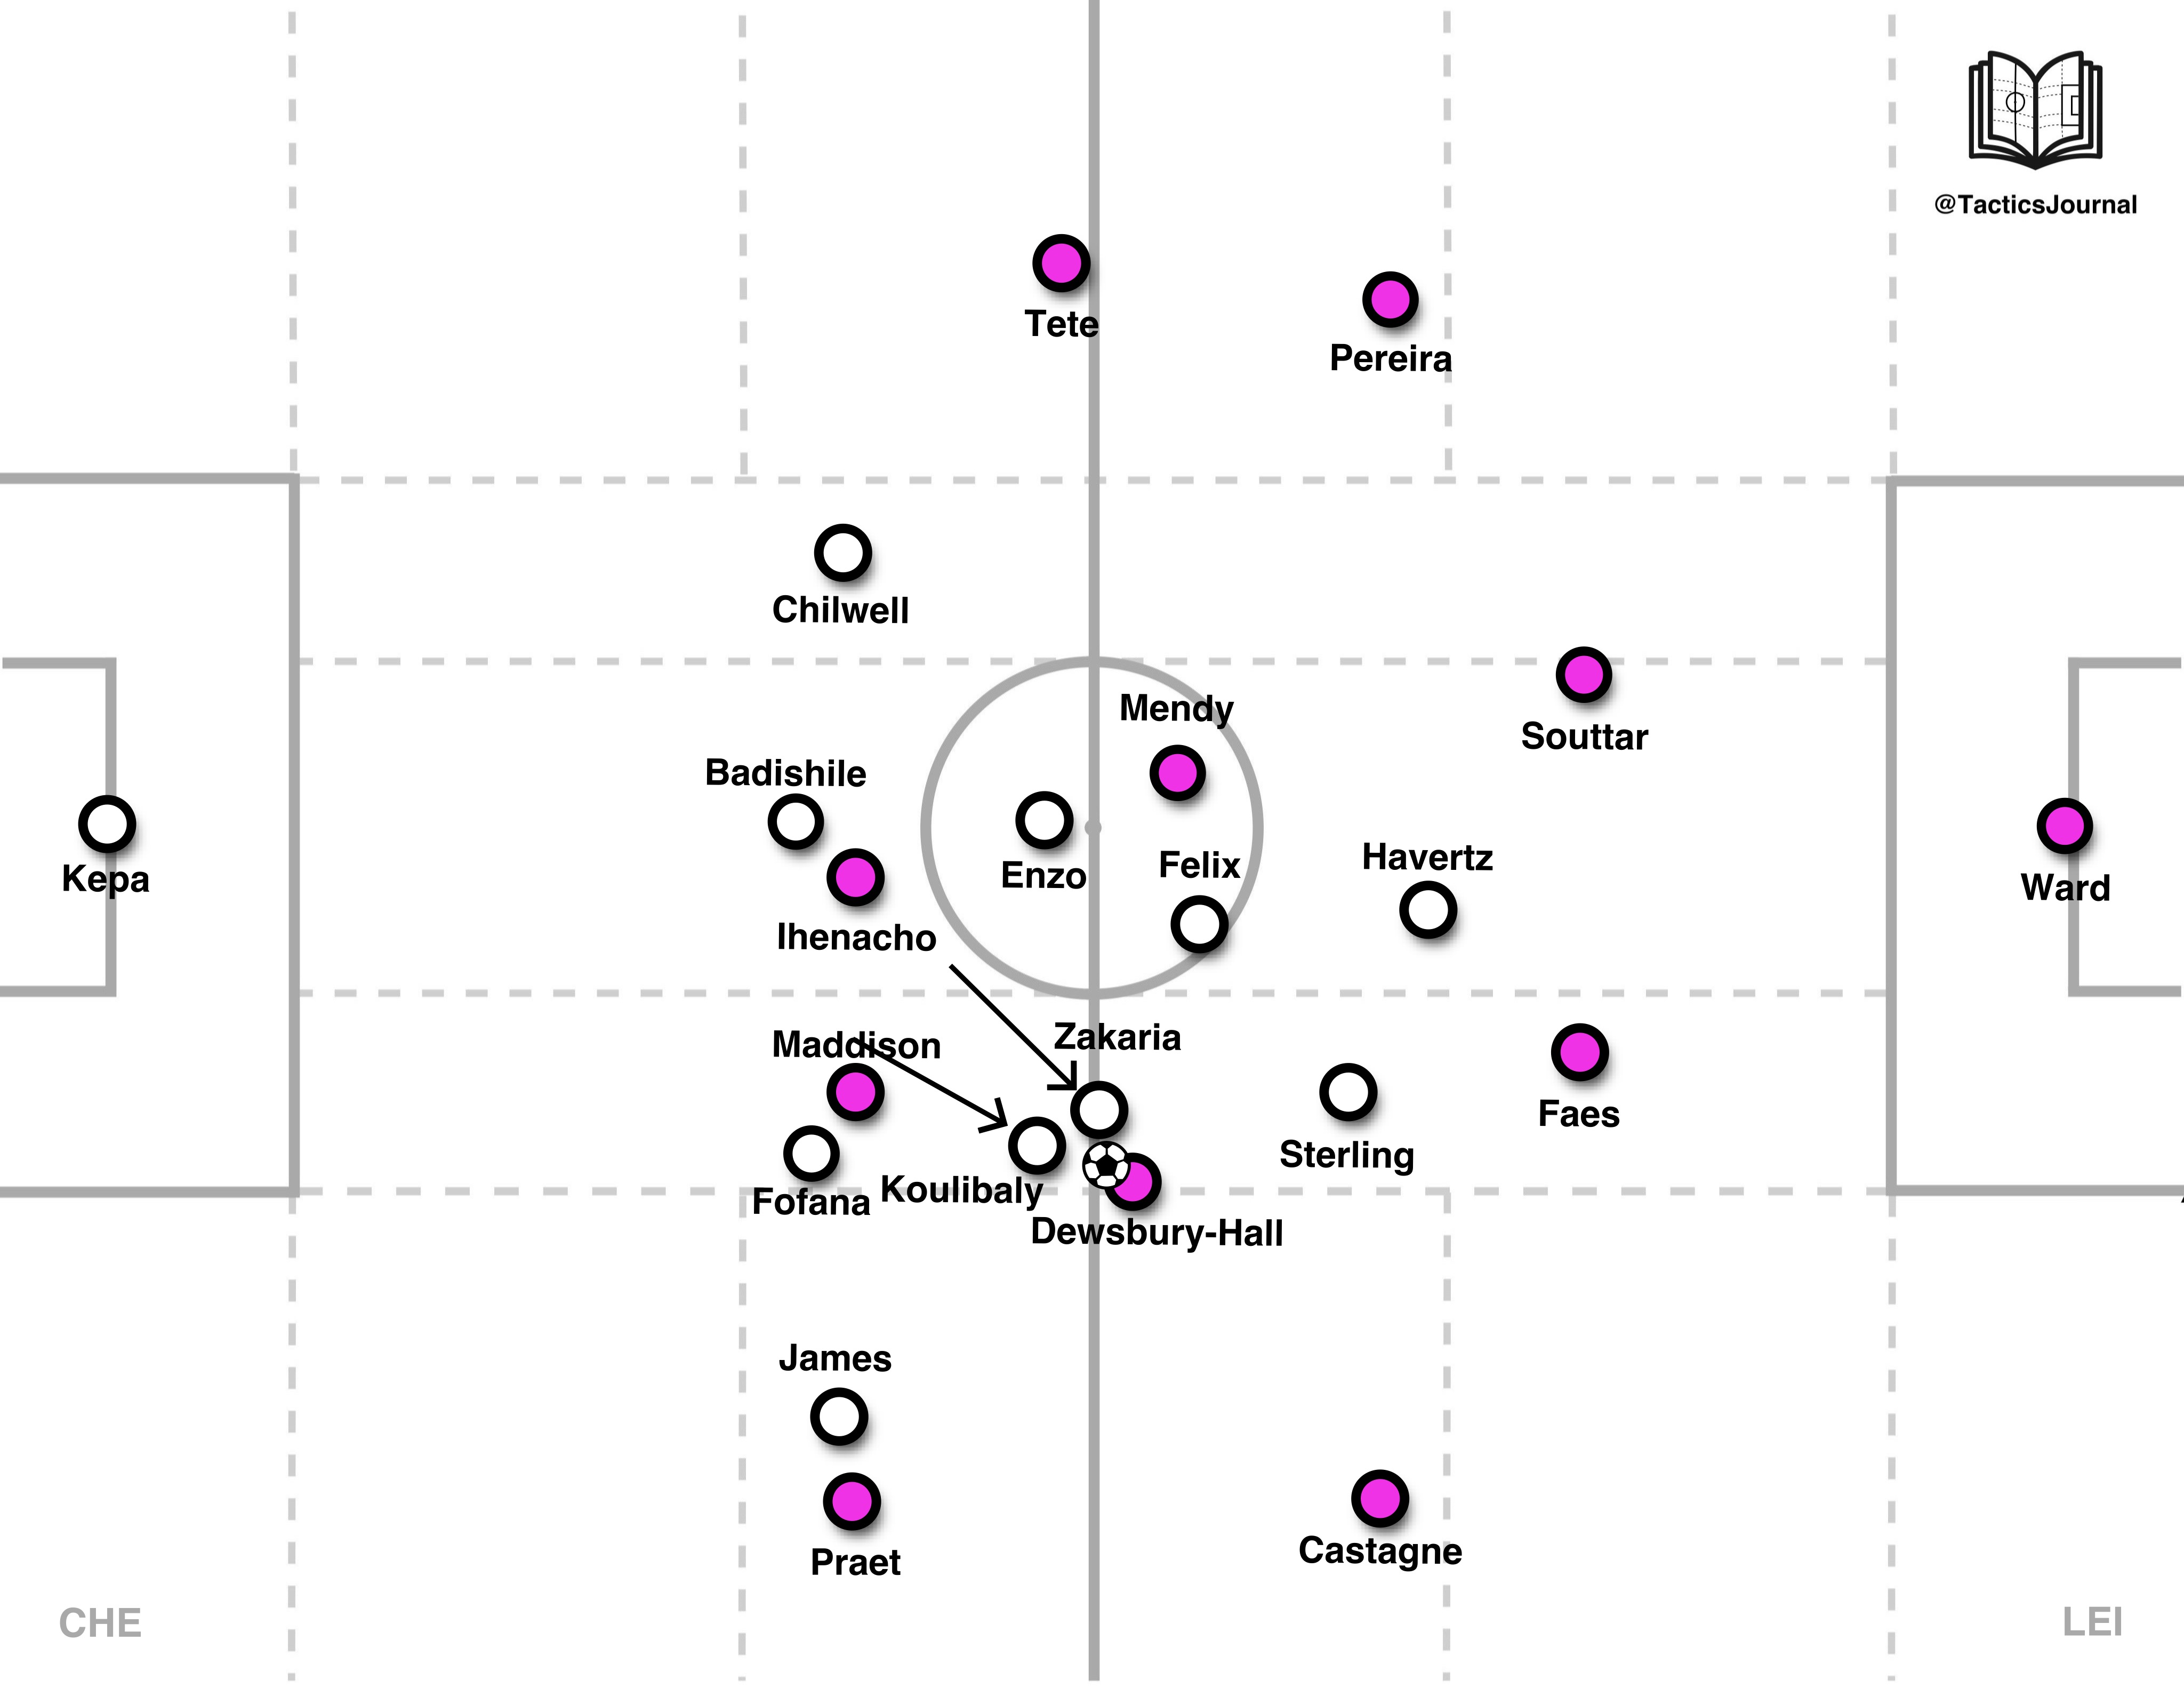 @TacticsJournal
Tete
Pereira
Chilwell
Mendy
Souttar
Badishile
Enzo
Felix
Havertz
Kepa
Ward
Ihenacho
Zakaria
Maddison
Faes
Sterling
Fofana
Koulibaly
Dewsbury-Hall
James
Praet
Castagne
CHE
LEI